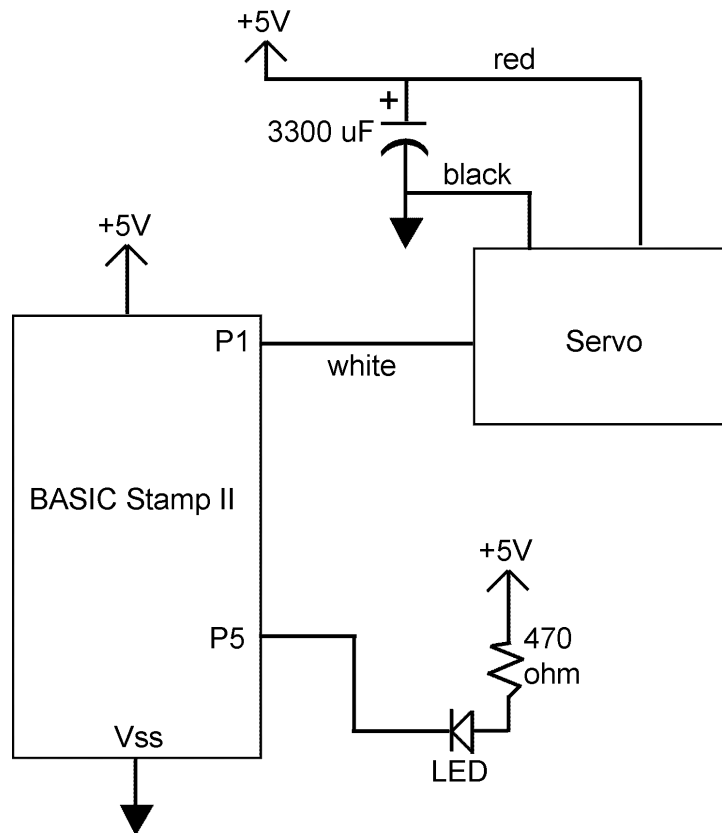 +5V
red
+
3300 uF
black
+5V
P1
white
Servo
BASIC Stamp II
+5V
P5
470
ohm
Vss
LED